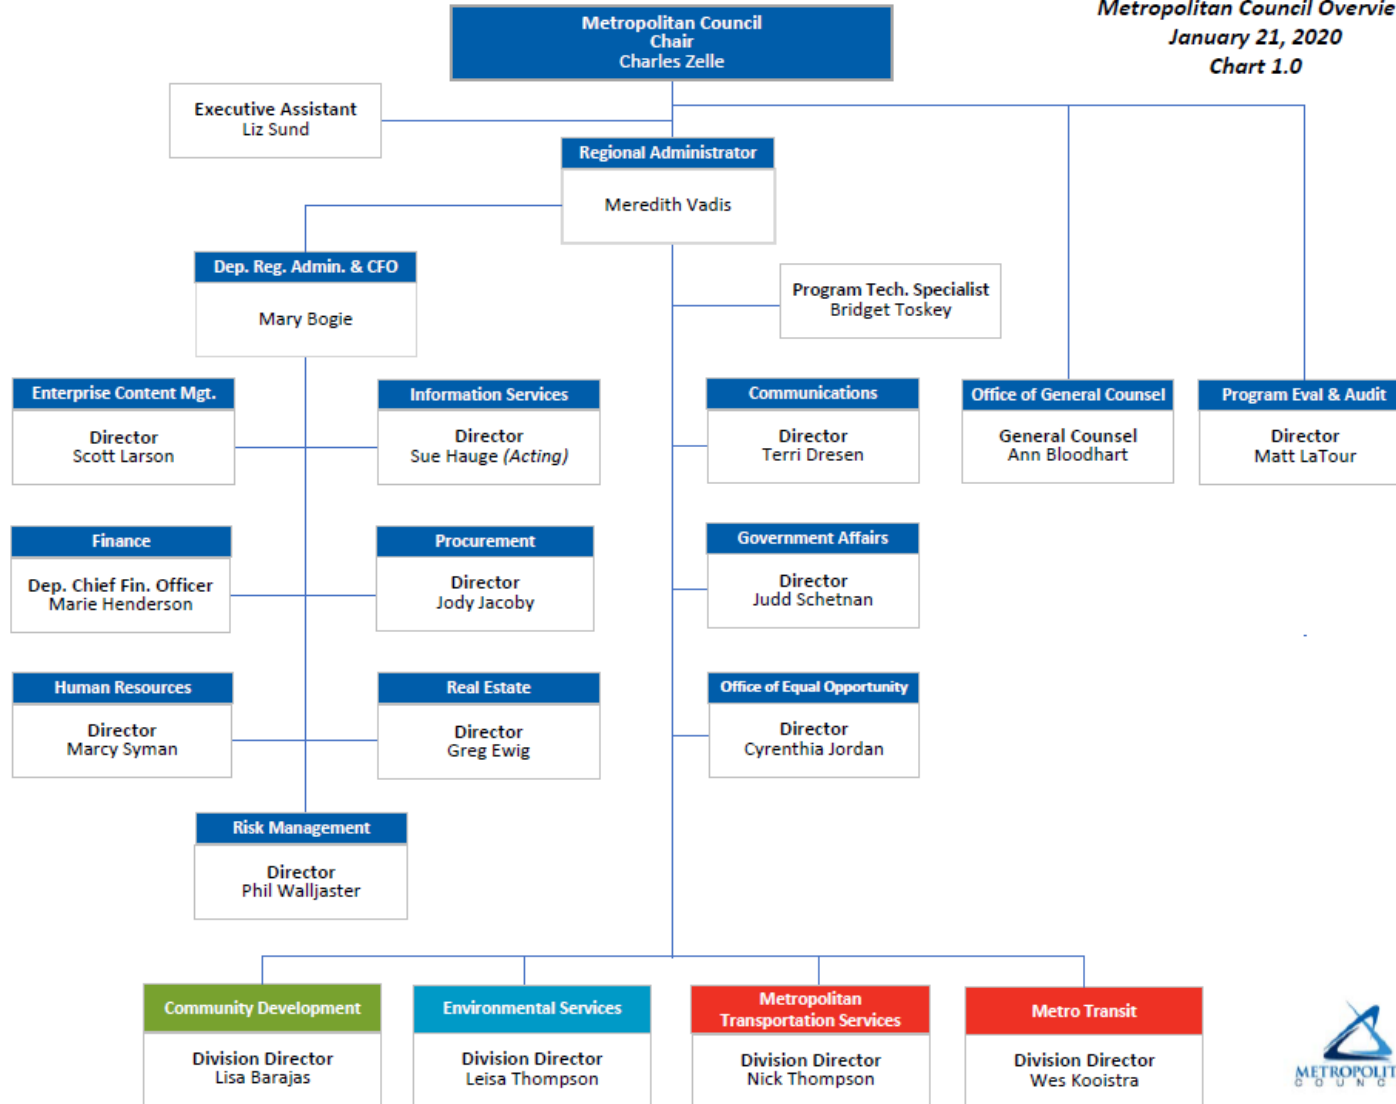 Metropolitan Council Overvie
January 21, 2020
Chart 1.0
Metropolitan Council
Chair
Charles Zelle
Executive Assistant
Liz Sund
Regional Administrator
Meredith Vadis
Dep. Reg. Admin. & CFO
Mary Bogie
Program Tech. Specialist
Bridget Toskey
Enterprise Content Mgt.
Director
Scott Larson
Information Services
Director
Sue Hauge (Acting)
Communications
Director
Terri Dresen
Office of General Counsel
General Counsel
Ann Bloodhart
Program Eval & Audit
Director
Matt LaTour
Finance
Dep. Chief Fin. Officer
Marie Henderson
Procurement
Director
Jody Jacoby
Government Affairs
Director
Judd Schetnan
Human Resources
Director
Marcy Syman
Real Estate
Director
Greg Ewig
Office of Equal Opportunity
Director
Cyrenthia Jordan
Risk Management
Director
Phil Walljaster
Community Development
Division Director
Lisa Barajas
Environmental Services
Division Director
Leisa Thompson
Metropolitan
Transportation Services
Division Director
Nick Thompson
Metro Transit
Division Director
Wes Kooistra
METROPOLIT
COUNC